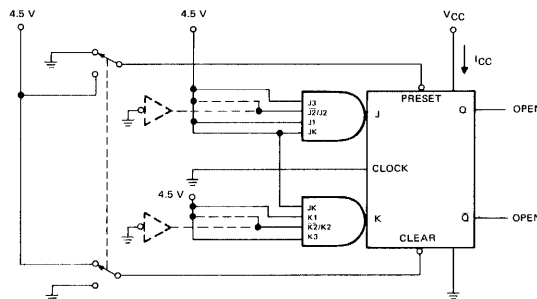 4.5 V
4.5 V
VCC
ICC
PRESET
J3
J2/J2
J1
JK
J
Q
OPEN
CLOCK
4.5 V
JK
K1
K2/K2
K3
K
Q̄
OPEN
CLEAR